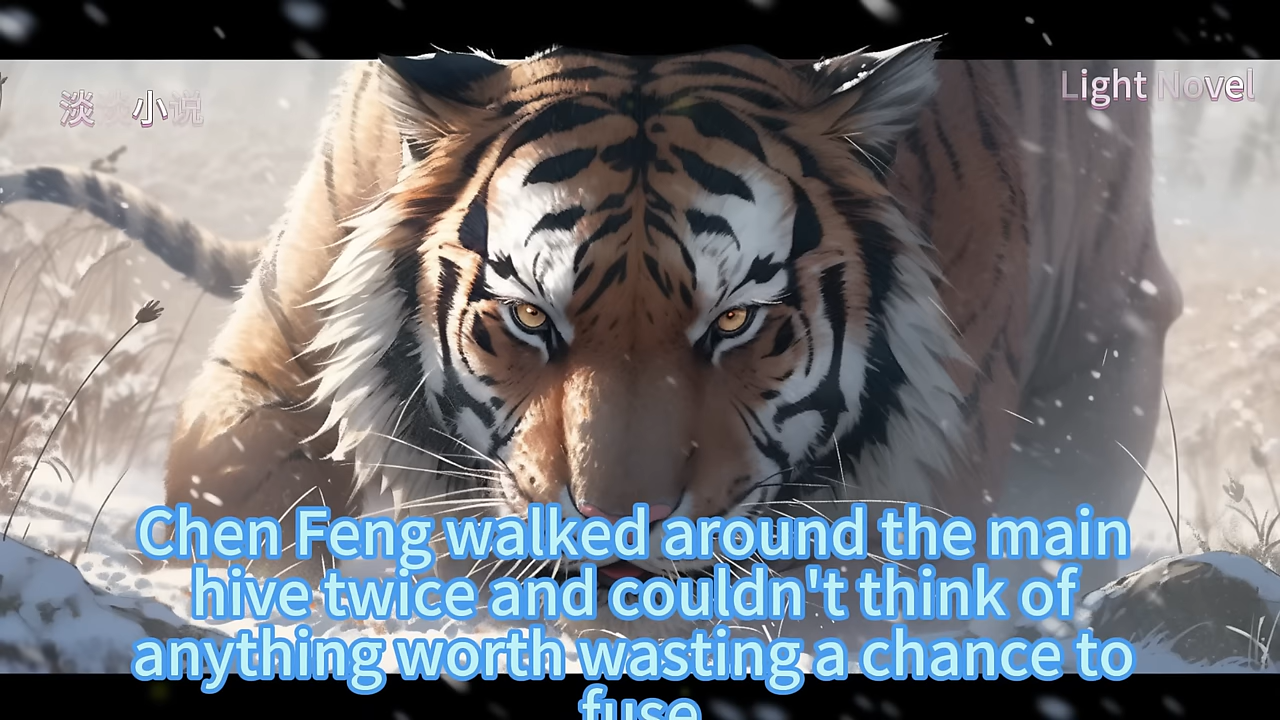 淡淡小说
Light Novel
Chen Feng walked around the main
hive twice and couldn't think of
anything worth wasting a chance to
fuse